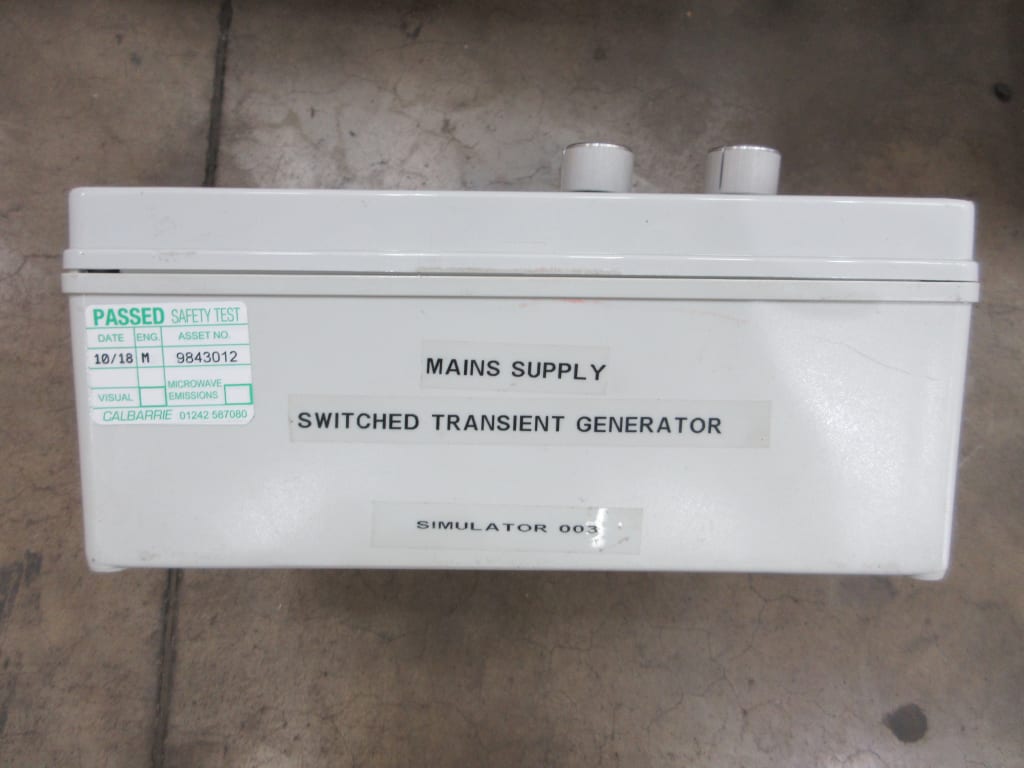 PASSED SAFETY TEST
DATE ENG. ASSET NO.
10/18 M 9843012
VISUAL MICROWAVE EMISSIONS
CALBARRIE 01242 587080
MAINS SUPPLY
SWITCHED TRANSIENT GENERATOR
SIMULATOR 003